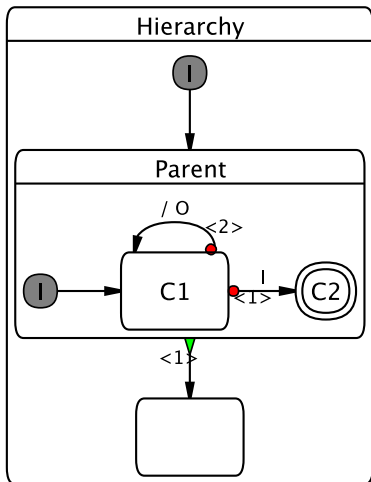 Hierarchy
I
Parent
/ O
<2>
I
C1
I
<1>
C2
<1>